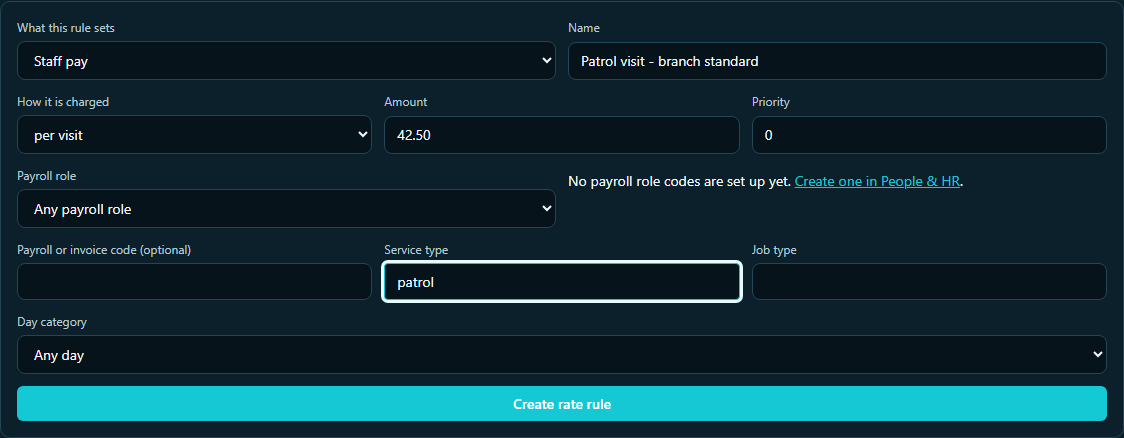 What this rule sets
Name
Staff pay
Patrol visit - branch standard
How it is charged
Amount
Priority
per visit
42.50
0
Payroll role
No payroll role codes are set up yet. Create one in People & HR.
Any payroll role
Payroll or invoice code (optional)
Service type
Job type
patrol
Day category
Any day
Create rate rule